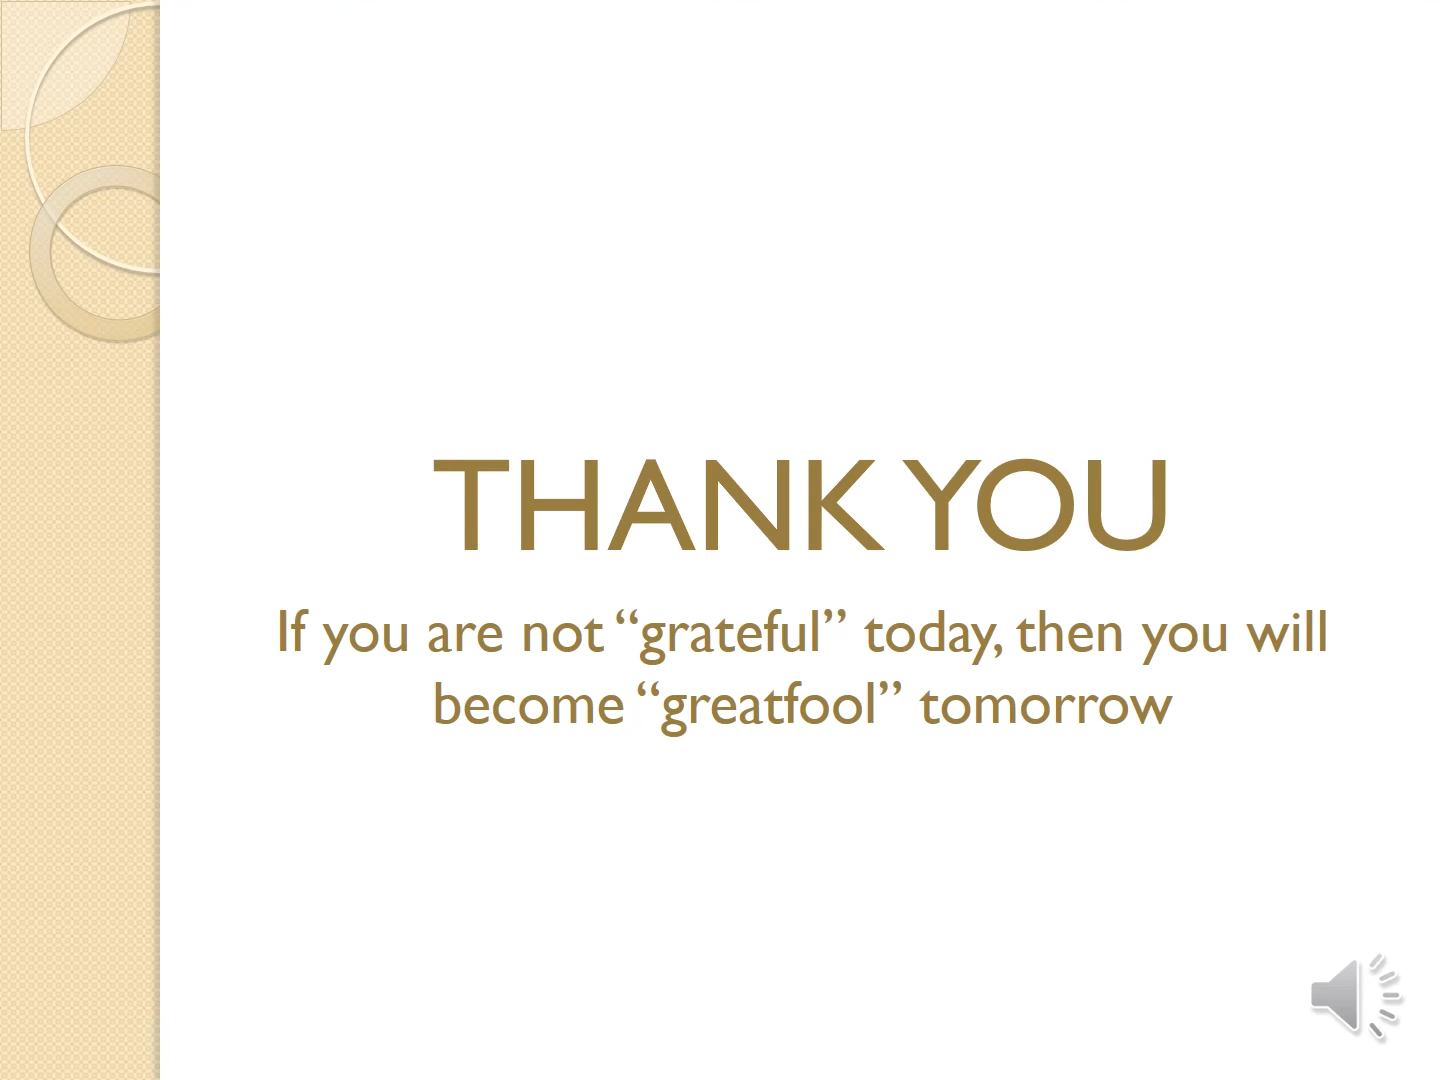 THANK YOU
If you are not “grateful” today, then you will
become “greatfool” tomorrow